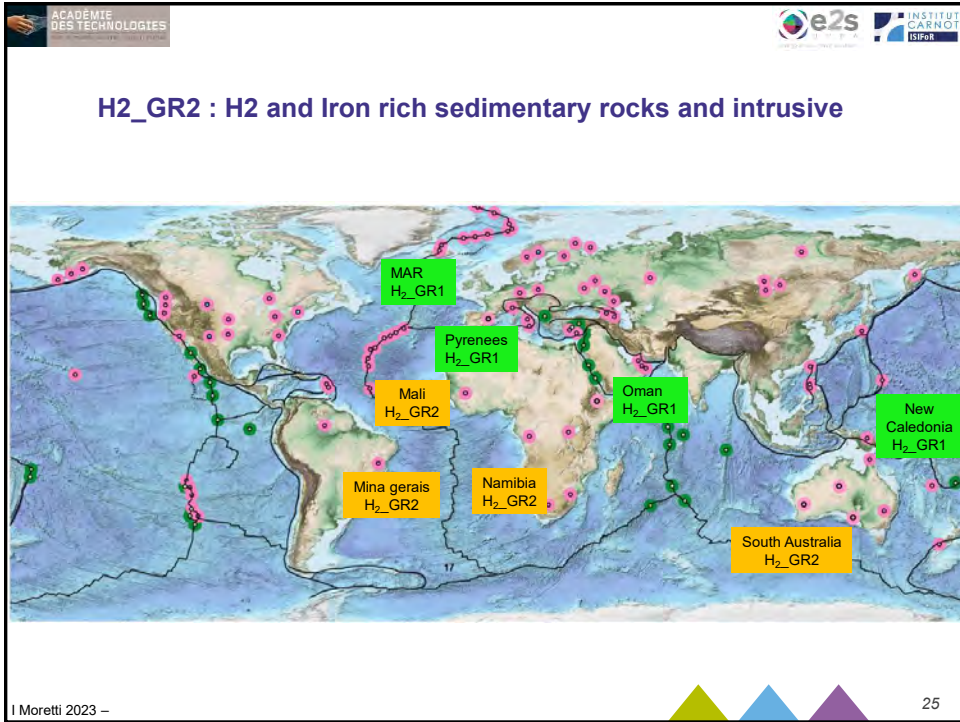 ACADÉMIE
DES TECHNOLOGIES
e2s
UPPA
INSTITUT
CARNOT
ISIFoR
H2_GR2 : H2 and Iron rich sedimentary rocks and intrusive
MAR
H₂_GR1
Pyrenees
H₂_GR1
Mali
H₂_GR2
Oman
H₂_GR1
New
Caledonia
H₂_GR1
Mina gerais
H₂_GR2
Namibia
H₂_GR2
South Australia
H₂_GR2
17
I Moretti 2023 –
25